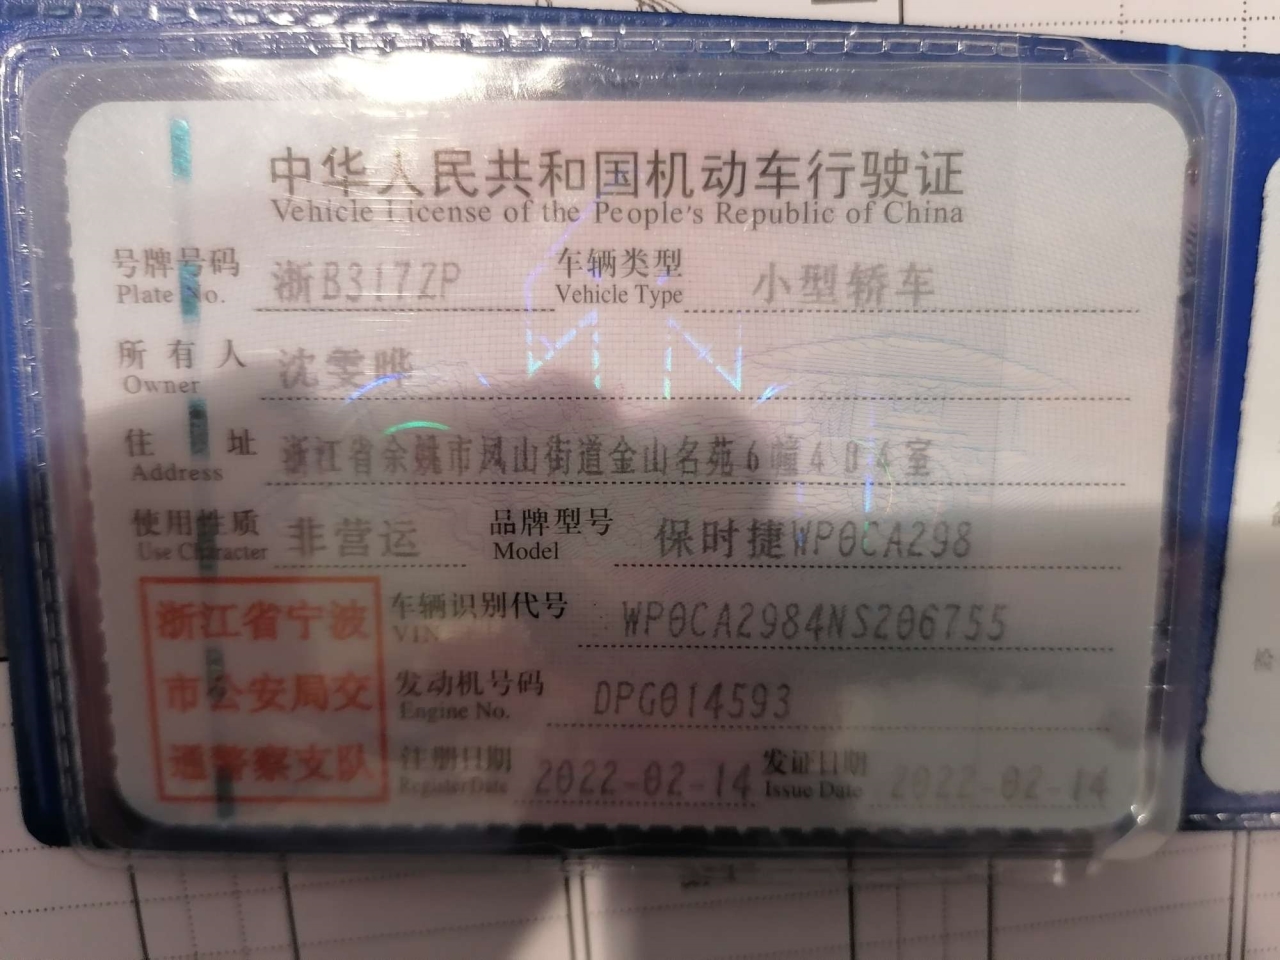 中华人民共和国机动车行驶证
Vehicle License of the People's Republic of China
号牌号码 浙B317ZP 车辆类型 小型轿车
Plate No. Vehicle Type
所有人 沈雯晔
Owner
住址 浙江省余姚市凤山街道金山名苑6幢404室
Address
使用性质 非营运 品牌型号 保时捷WP0CA298
Use Character Model
浙江省宁波
市公安局交
通警察支队
车辆识别代号 WP0CA2984NS206755
VIN
发动机号码 DPG014593
Engine No.
注册日期 2022-02-14 发证日期 2022-02-14
Register Date Issue Date